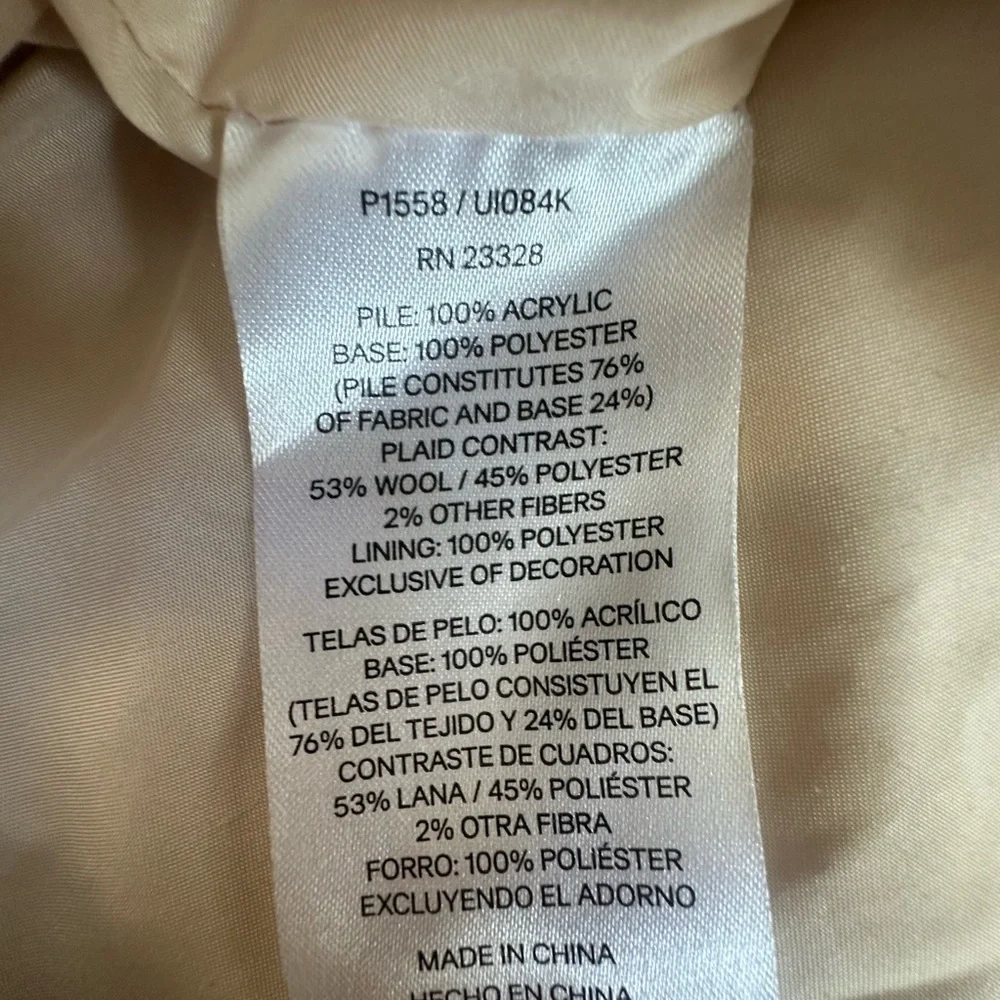 P1558 / UI084K
RN 23328
PILE: 100% ACRYLIC
BASE: 100% POLYESTER
(PILE CONSTITUTES 76%
OF FABRIC AND BASE 24%)
PLAID CONTRAST:
53% WOOL / 45% POLYESTER
2% OTHER FIBERS
LINING: 100% POLYESTER
EXCLUSIVE OF DECORATION
TELAS DE PELO: 100% ACRÍLICO
BASE: 100% POLIÉSTER
(TELAS DE PELO CONSISTUYEN EL
76% DEL TEJIDO Y 24% DEL BASE)
CONTRASTE DE CUADROS:
53% LANA / 45% POLIÉSTER
2% OTRA FIBRA
FORRO: 100% POLIÉSTER
EXCLUYENDO EL ADORNO
MADE IN CHINA
HECHO EN CHINA